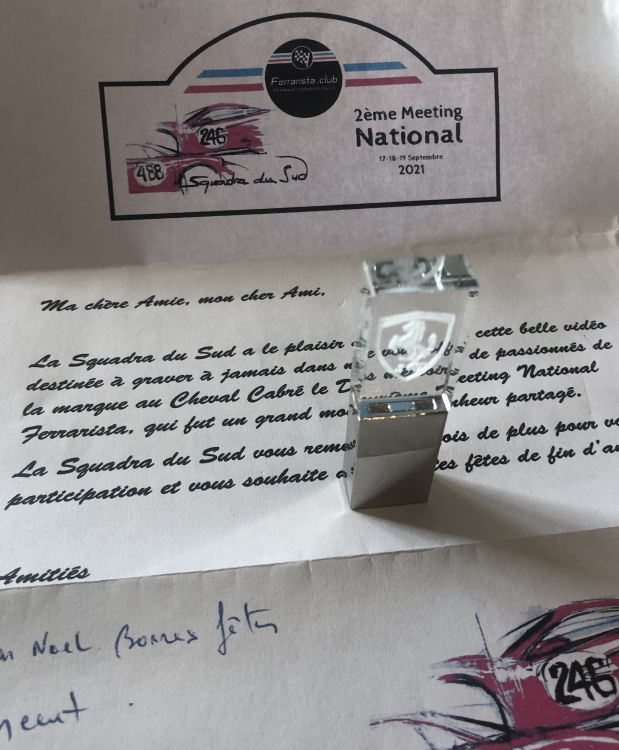 Ferrarista club
2ème Meeting
National
17-18-19 Septembre
2021
246
488
Squadra du Sud
Ma chère Amie, mon cher Ami,
La Squadra du Sud a le plaisir cette belle vidéo
destinée à graver à jamais dans de passionnés de
la marque au Cheval Cabré le Meeting National
Ferrarista, qui fut un grand partagé.
La Squadra du Sud vous de plus pour
participation et vous souhaite fêtes de fin
Amitiés
Noel Bonnes fêtes
246